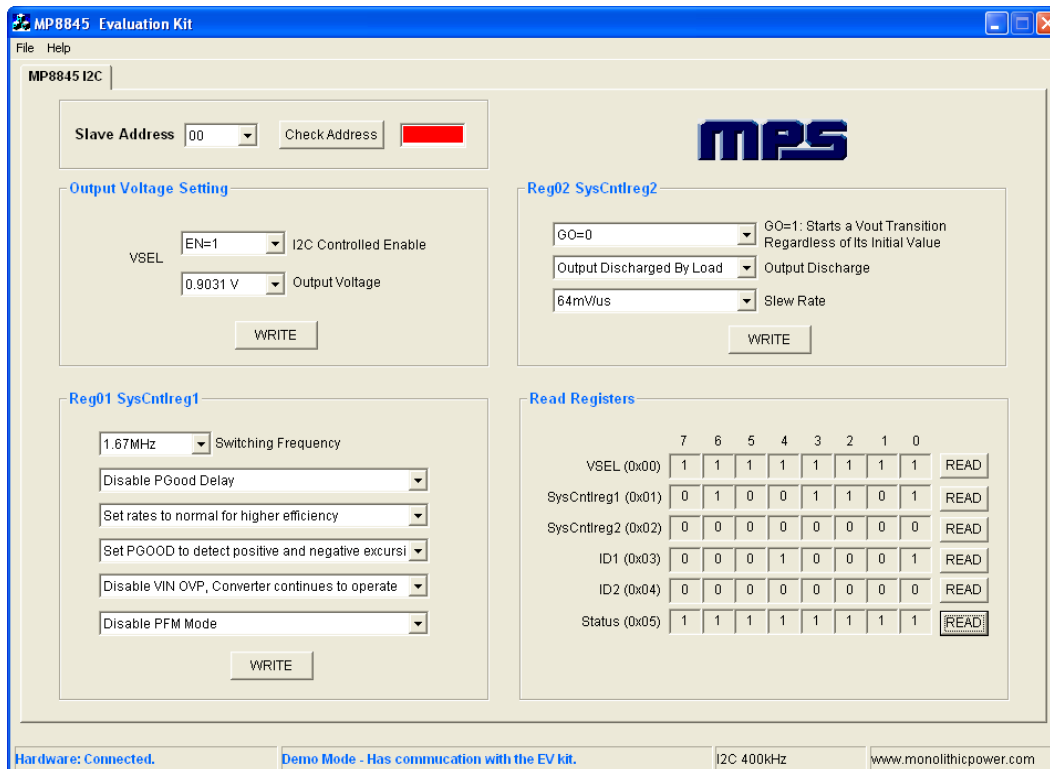 MP8845 Evaluation Kit
File Help
MP8845 I2C
Slave Address 00 Check Address
MPS
Output Voltage Setting
VSEL
EN=1 I2C Controlled Enable
0.9031 V Output Voltage
WRITE
Reg02 SysCntlreg2
GO=0 GO=1: Starts a Vout Transition
Regardless of Its Initial Value
Output Discharged By Load Output Discharge
64mV/us Slew Rate
WRITE
Reg01 SysCntlreg1
1.67MHz Switching Frequency
Disable PGood Delay
Set rates to normal for higher efficiency
Set PGOOD to detect positive and negative excursi
Disable VIN OVP, Converter continues to operate
Disable PFM Mode
WRITE
Read Registers
7 6 5 4 3 2 1 0
VSEL (0x00) 1 1 1 1 1 1 1 1 READ
SysCntlreg1 (0x01) 0 1 0 0 1 1 0 1 READ
SysCntlreg2 (0x02) 0 0 0 0 0 0 0 0 READ
ID1 (0x03) 0 0 0 1 0 0 0 1 READ
ID2 (0x04) 0 0 0 0 0 0 0 0 READ
Status (0x05) 1 1 1 1 1 1 1 1 READ
Hardware: Connected. Demo Mode - Has commucation with the EV kit. I2C 400kHz www.monolithicpower.com